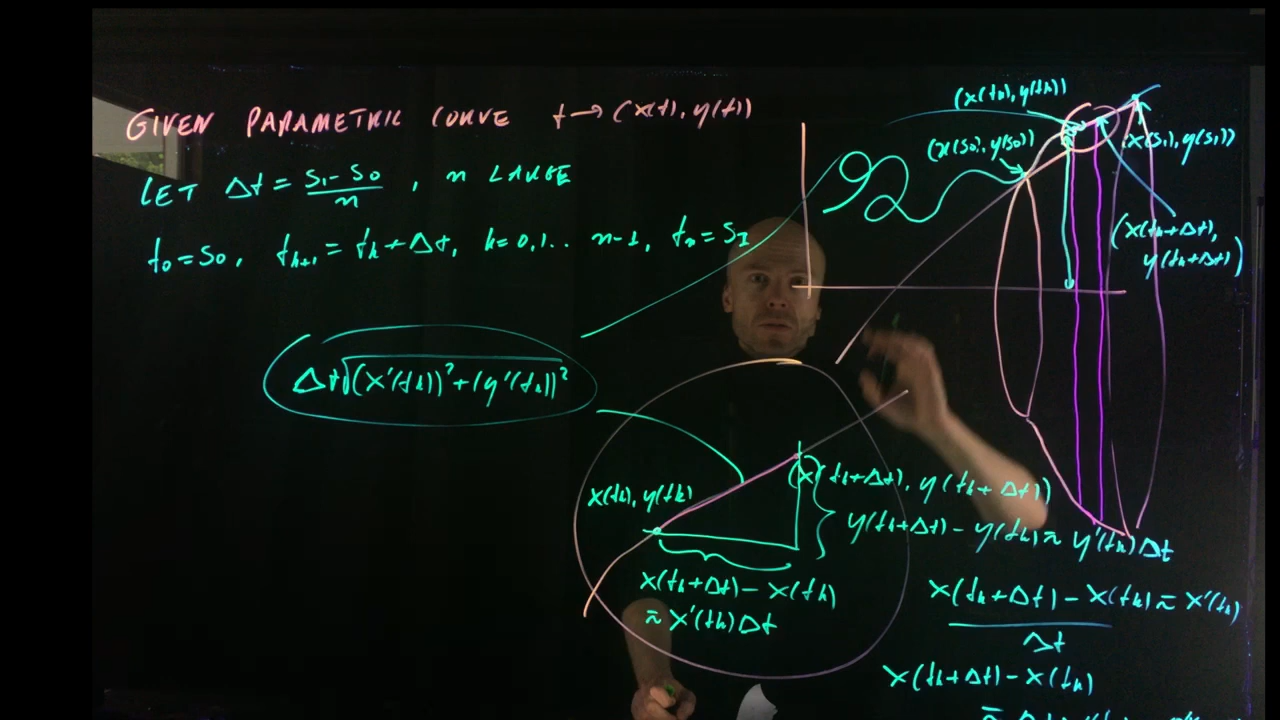 GIVEN PARAMETRIC CURVE t → (x(t), y(t))
LET Δt = (s₁ - s₀)/n , n LARGE
t₀ = s₀, tₖ₊₁ = tₖ + Δt, k = 0, 1 .. n-1, tₙ = s₁
Δt√((x'(tₖ))² + (y'(tₖ))²
(x(tₖ), y(tₖ))
(x(s₀), y(s₀))
(x(s₁), y(s₁))
(x(tₖ+Δt),
y(tₖ+Δt))
x(tₖ), y(tₖ)
(x(tₖ+Δt), y(tₖ+Δt))
y(tₖ+Δt) - y(tₖ) ≈ y'(tₖ)Δt
x(tₖ+Δt) - x(tₖ)
≈ x'(tₖ)Δt
(x(tₖ+Δt) - x(tₖ))/Δt ≈ x'(tₖ)
x(tₖ+Δt) - x(tₖ)